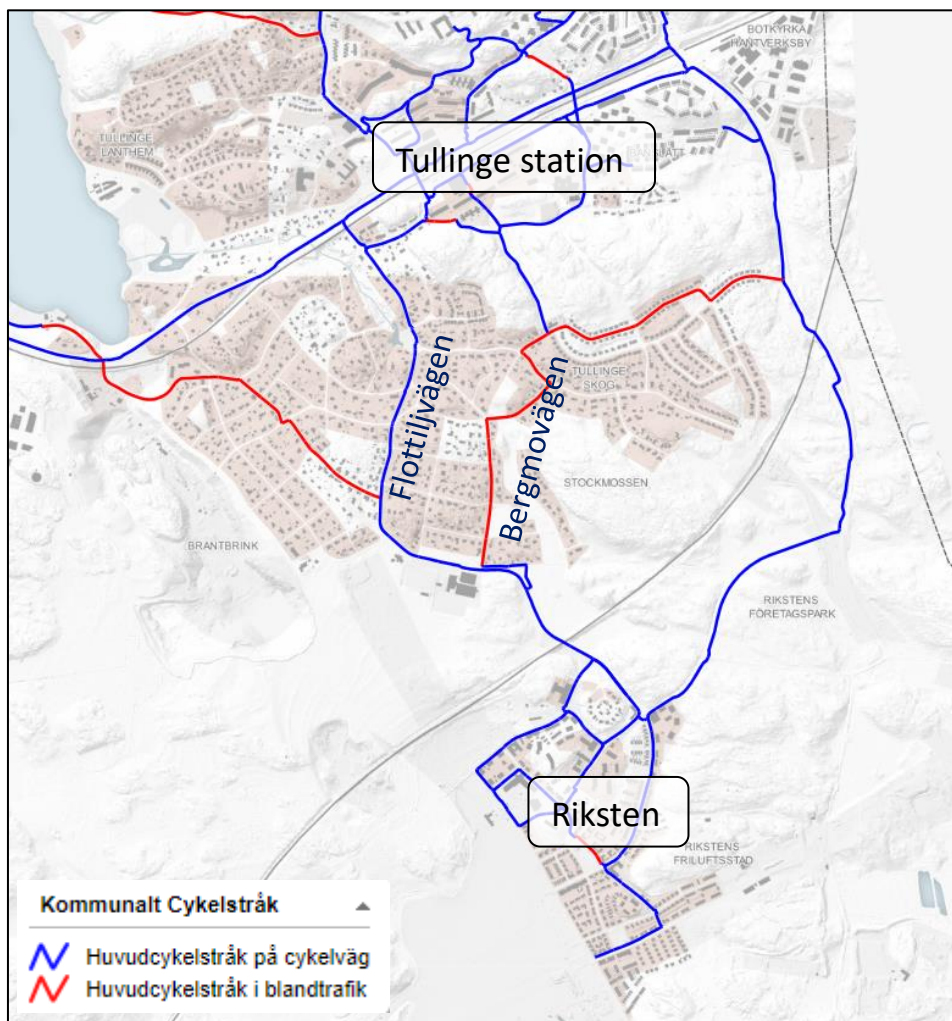 BOTKYRKA
HANTVERKSBY
TULLINGE
LANTHEM
Tullinge station
Flottiljvägen
Bergmovägen
TULLINGE
SKOG
STOCKMOSSEN
BRANTBRINK
RIKSTENS
FÖRETAGSPARK
Riksten
RIKSTENS
FRILUFTSSTAD
Kommunalt Cykelstråk
Huvudcykelstråk på cykelväg
Huvudcykelstråk i blandtrafik